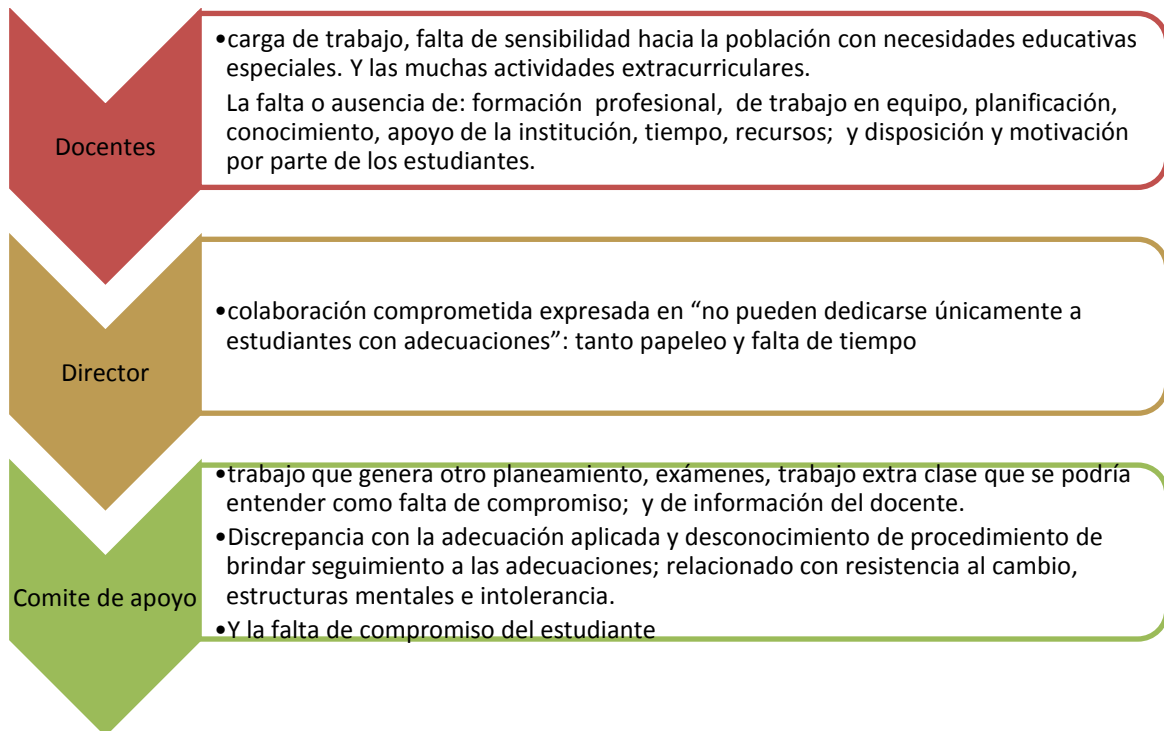 •carga de trabajo, falta de sensibilidad hacia la población con necesidades educativas
especiales. Y las muchas actividades extracurriculares.
La falta o ausencia de: formación profesional, de trabajo en equipo, planificación,
conocimiento, apoyo de la institución, tiempo, recursos; y disposición y motivación
por parte de los estudiantes.
Docentes
•colaboración comprometida expresada en “no pueden dedicarse únicamente a
estudiantes con adecuaciones”: tanto papeleo y falta de tiempo
Director
•trabajo que genera otro planeamiento, exámenes, trabajo extra clase que se podría
entender como falta de compromiso; y de información del docente.
•Discrepancia con la adecuación aplicada y desconocimiento de procedimiento de
brindar seguimiento a las adecuaciones; relacionado con resistencia al cambio,
estructuras mentales e intolerancia.
•Y la falta de compromiso del estudiante
Comite de apoyo